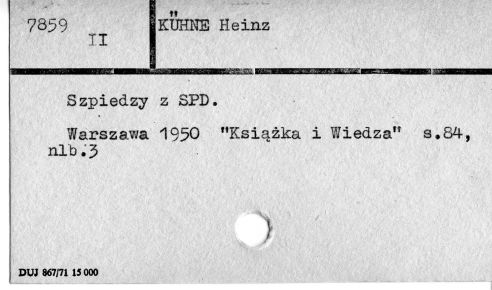 7859
II
KÜHNE Heinz
Szpiedzy z SPD.
Warszawa 1950 "Książka i Wiedza" s.84,
nlb.3
DUJ 867/71 15 000